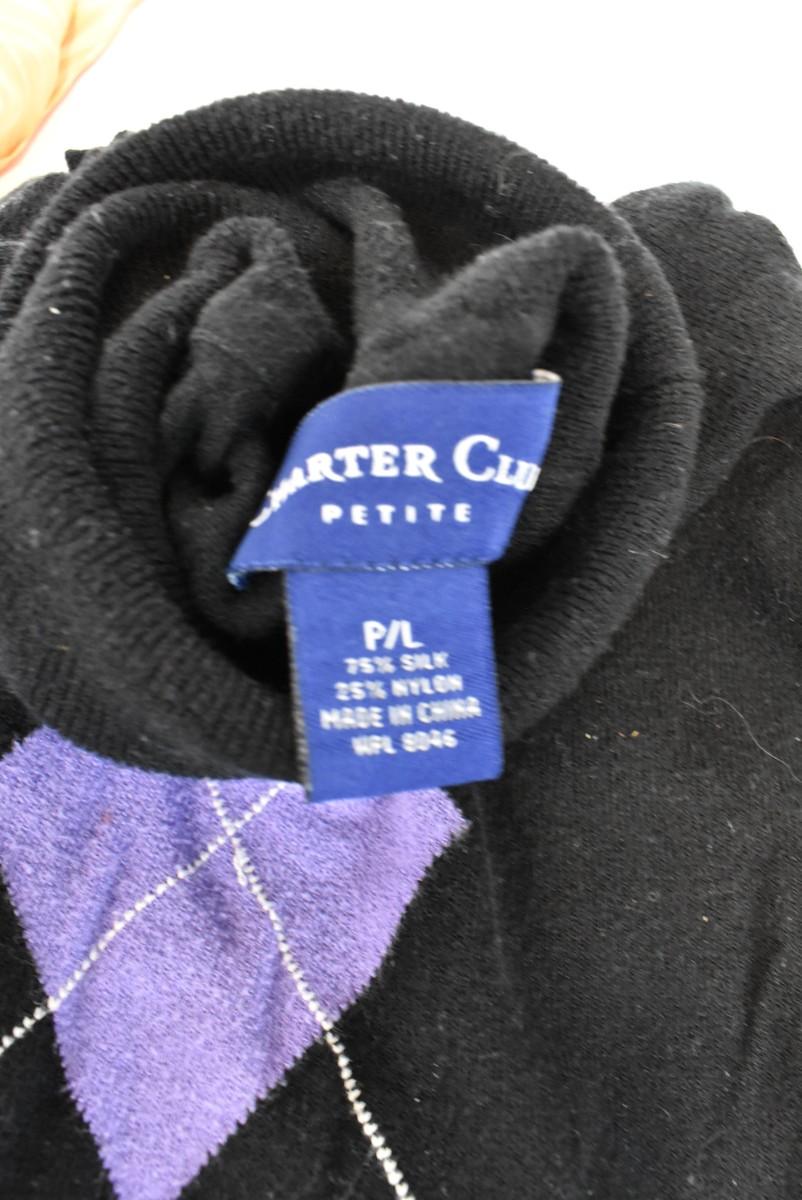 CHARTER CLU
PETITE
P/L
75% SILK
25% NYLON
MADE IN CHINA
WPL 8046